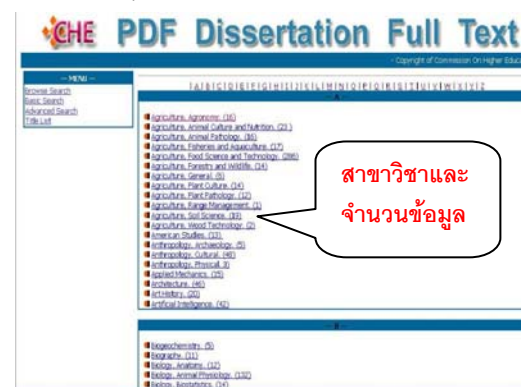 CHE PDF Dissertation Full Text
- Copyright of Commission On Higher Educ
-- MENU --
Browse Search
Basic Search
Advanced Search
Title List
| A | B | C | D | E | F | G | H | I | J | K | L | M | N | O | P | Q | R | S | T | U | V | W | X | Y | Z
-- A --
Agriculture, Agronomy. (16)
Agriculture, Animal Culture and Nutrition. (23 )
Agriculture, Animal Pathology. (16)
Agriculture, Fisheries and Aquaculture. (17)
Agriculture, Food Science and Technology. (286)
Agriculture, Forestry and Wildlife. (14)
Agriculture, General. (5)
Agriculture, Plant Culture. (14)
Agriculture, Plant Pathology. (12)
Agriculture, Range Management. (1)
Agriculture, Soil Science. (19)
Agriculture, Wood Technology. (2)
American Studies. (13)
Anthropology, Archaeology. (5)
Anthropology, Cultural. (48)
Anthropology, Physical. 3)
Applied Mechanics. (15)
Architecture. (46)
Art History. (20)
Artificial Intelligence. (42)
สาขาวิชาและ
จำนวนข้อมูล
-- B --
Biogeochemistry. (5)
Biography. (11)
Biology, Anatomy. (12)
Biology, Animal Physiology. (132)
Biology, Biostatistics. (14)